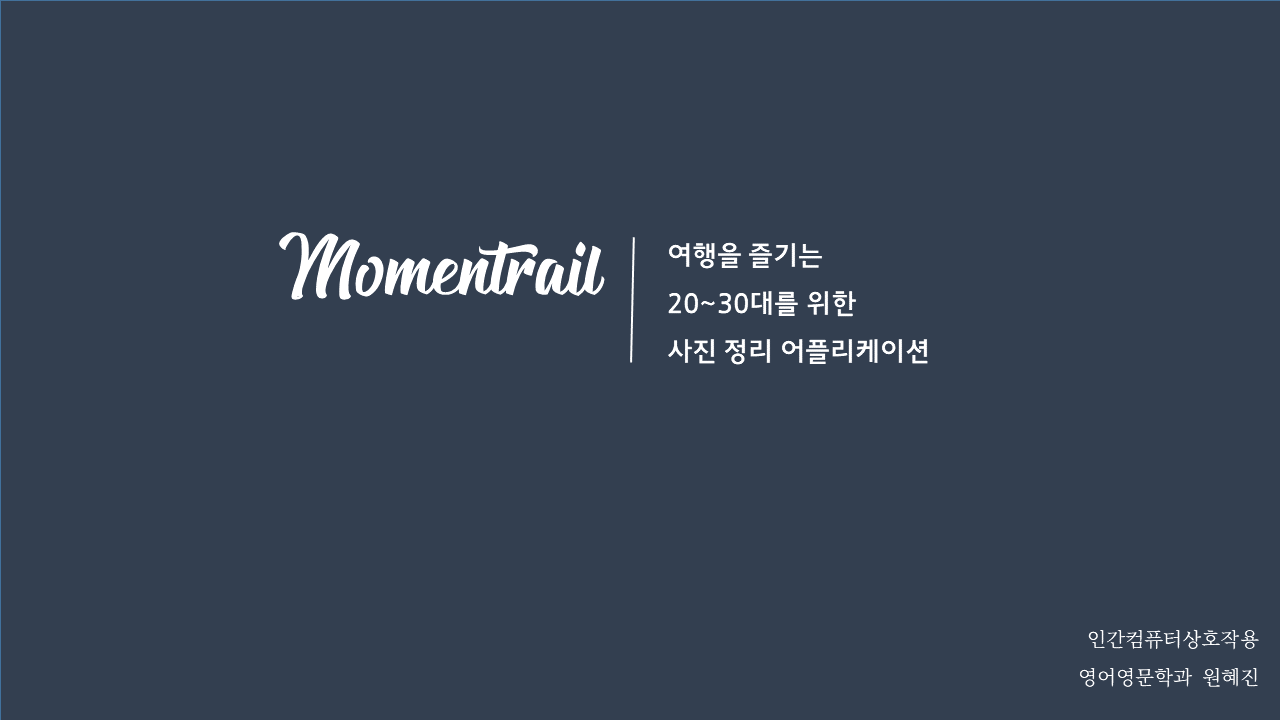 Momentrail
여행을 즐기는
20~30대를 위한
사진 정리 어플리케이션
인간컴퓨터상호작용
영어영문학과 원혜진